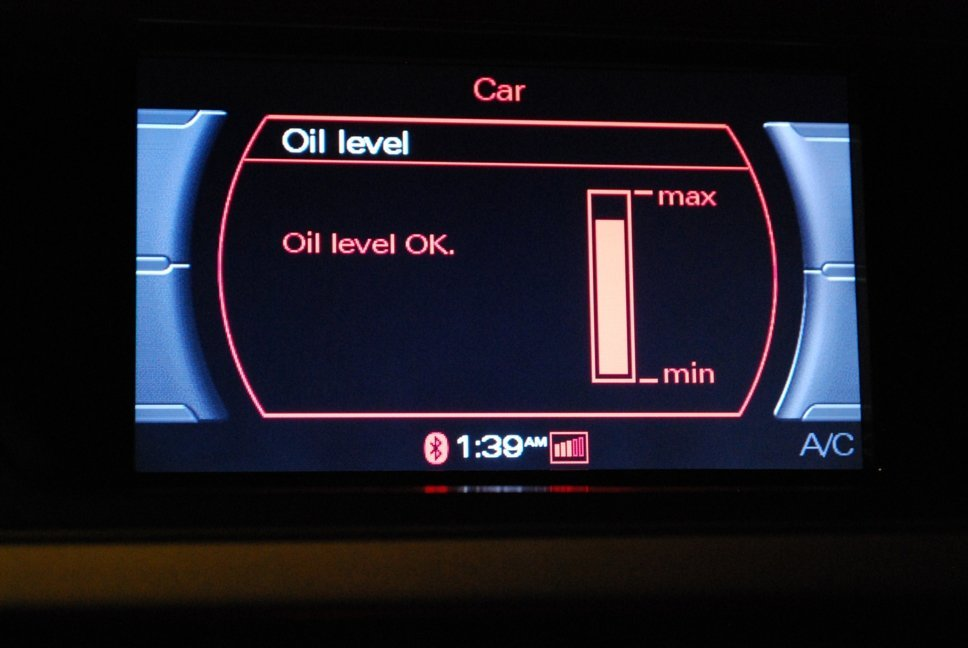 Car
Oil level
max
Oil level OK.
min
1:39AM
A/C